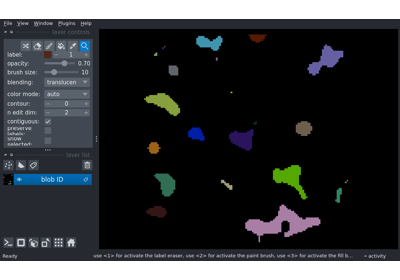 File View Window Plugins Help
layer controls
label: 1
opacity: 0.70
brush size: 10
blending: translucen
color mode: auto
contour: 0
n edit dim: 2
contiguous:
preserve labels:
show selected:
layer list
blob ID
Ready
use <1> for activate the label eraser, use <2> for activate the paint brush, use <3> for activate the fill b...
activity